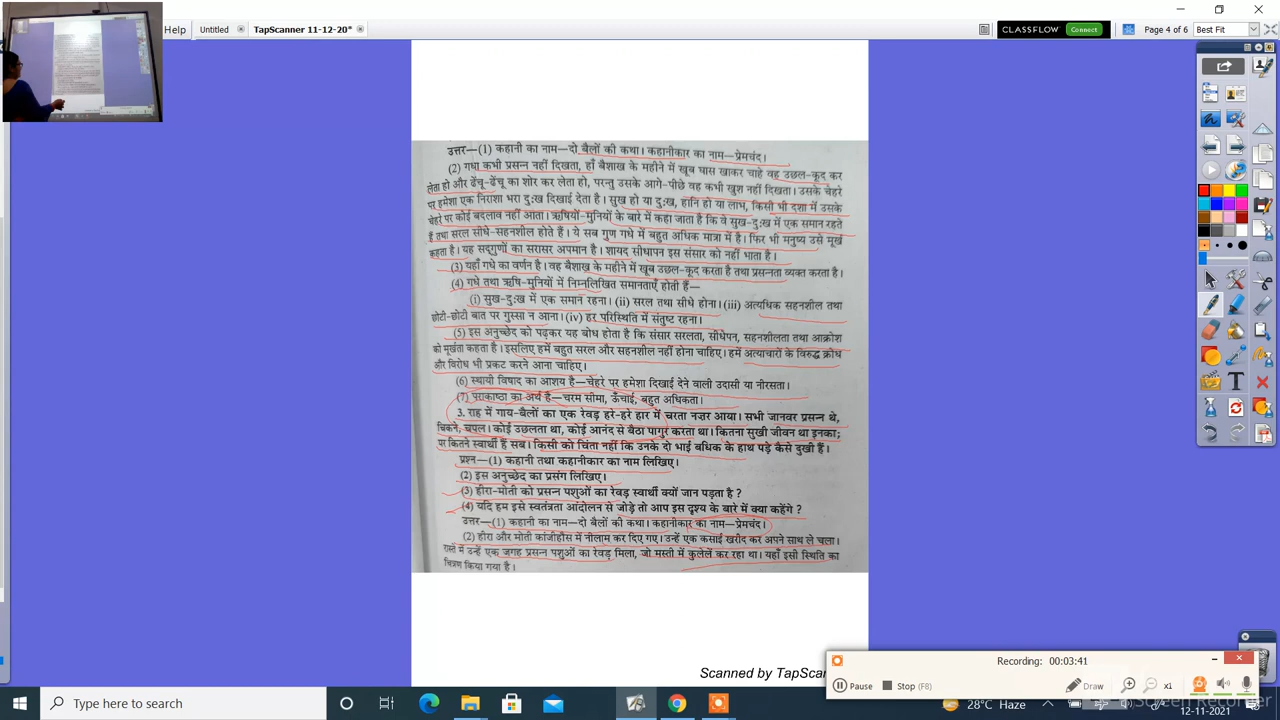 Help
Untitled
TapScanner 11-12-20*
CLASSFLOW Connect
Page 4 of 6
Best Fit
उत्तर—(1) कहानी का नाम—दो बैलों की कथा। कहानीकार का नाम—प्रेमचंद।
(2) गधा कभी प्रसन्न नहीं दिखता, हाँ बैशाख के महीने में खूब घास खाकर चाहे वह उछल-कूद कर
लेता हो और ढेंचू-ढेंचू का शोर कर लेता हो, परन्तु उसके आगे-पीछे वह कभी खुश नहीं दिखता। उसके चेहरे
पर हमेशा एक निराशा भरा दुःख दिखाई देता है। सुख हो या दुःख, हानि हो या लाभ, किसी भी दशा में उसके
चेहरे पर कोई बदलाव नहीं आता। ऋषियों-मुनियों के बारे में कहा जाता है कि वे सुख-दुःख में एक समान रहते
हैं तथा सरल सीधे-सहनशील होते हैं। ये सब गुण गधे में बहुत अधिक मात्रा में है। फिर भी मनुष्य उसे मूर्ख
कहता है। यह सद्‌गुणों का सरासर अपमान है। शायद सीधापन इस संसार को नहीं भाता है।
(3) यहाँ गधे का वर्णन है। वह बैशाख के महीने में खूब उछल-कूद करता है तथा प्रसन्नता व्यक्त करता है।
(4) गधे तथा ऋषि-मुनियों में निम्नलिखित समानताएँ होती हैं—
(i) सुख-दुःख में एक समान रहना। (ii) सरल तथा सीधे होना। (iii) अत्यधिक सहनशील तथा
छोटी-छोटी बात पर गुस्सा न आना। (iv) हर परिस्थिति में संतुष्ट रहना।
(5) इस अनुच्छेद को पढ़कर यह बोध होता है कि संसार सरलता, सीधेपन, सहनशीलता तथा आक्रोश
को मूर्खता कहता है। इसलिए हमें बहुत सरल और सहनशील नहीं होना चाहिए। हमें अत्याचारों के विरुद्ध क्रोध
और विरोध भी प्रकट करने आना चाहिए।
(6) स्थायी विषाद का आशय है—चेहरे पर हमेशा दिखाई देने वाली उदासी या नीरसता।
(7) पराकाष्ठा का अर्थ है—चरम सीमा, ऊँचाई, बहुत अधिकता।
3. राह में गाय-बैलों का एक रेवड़ हरे-हरे हार में चरता नज़र आया। सभी जानवर प्रसन्न थे,
चिकने, चपल। कोई उछलता था, कोई आनंद से बैठा पागुर करता था। कितना सुखी जीवन था इनका;
पर कितने स्वार्थी हैं सब। किसी को चिंता नहीं कि उनके दो भाई बधिक के हाथ पड़े कैसे दुखी हैं।
प्रश्न—(1) कहानी तथा कहानीकार का नाम लिखिए।
(2) इस अनुच्छेद का प्रसंग लिखिए।
(3) हीरा-मोती को प्रसन्न पशुओं का रेवड़ स्वार्थी क्यों जान पड़ता है ?
(4) यदि हम इसे स्वतंत्रता आंदोलन से जोड़े तो आप इस दृश्य के बारे में क्या कहेंगे ?
उत्तर—(1) कहानी का नाम—दो बैलों की कथा। कहानीकार का नाम—प्रेमचंद।
(2) हीरा और मोती कांजीहौस में नीलाम कर दिए गए। उन्हें एक कसाई खरीद कर अपने साथ ले चला।
रास्ते में उन्हें एक जगह प्रसन्न पशुओं का रेवड़ मिला, जो मस्ती में कुलेलें कर रहा था। यहाँ इसी स्थिति का
चित्रण किया गया है।
Scanned by TapScan
Recording: 00:03:41
Pause
Stop (F8)
Draw
x1
Screen Recorder
Type here to search
28°C Haze
12-11-2021